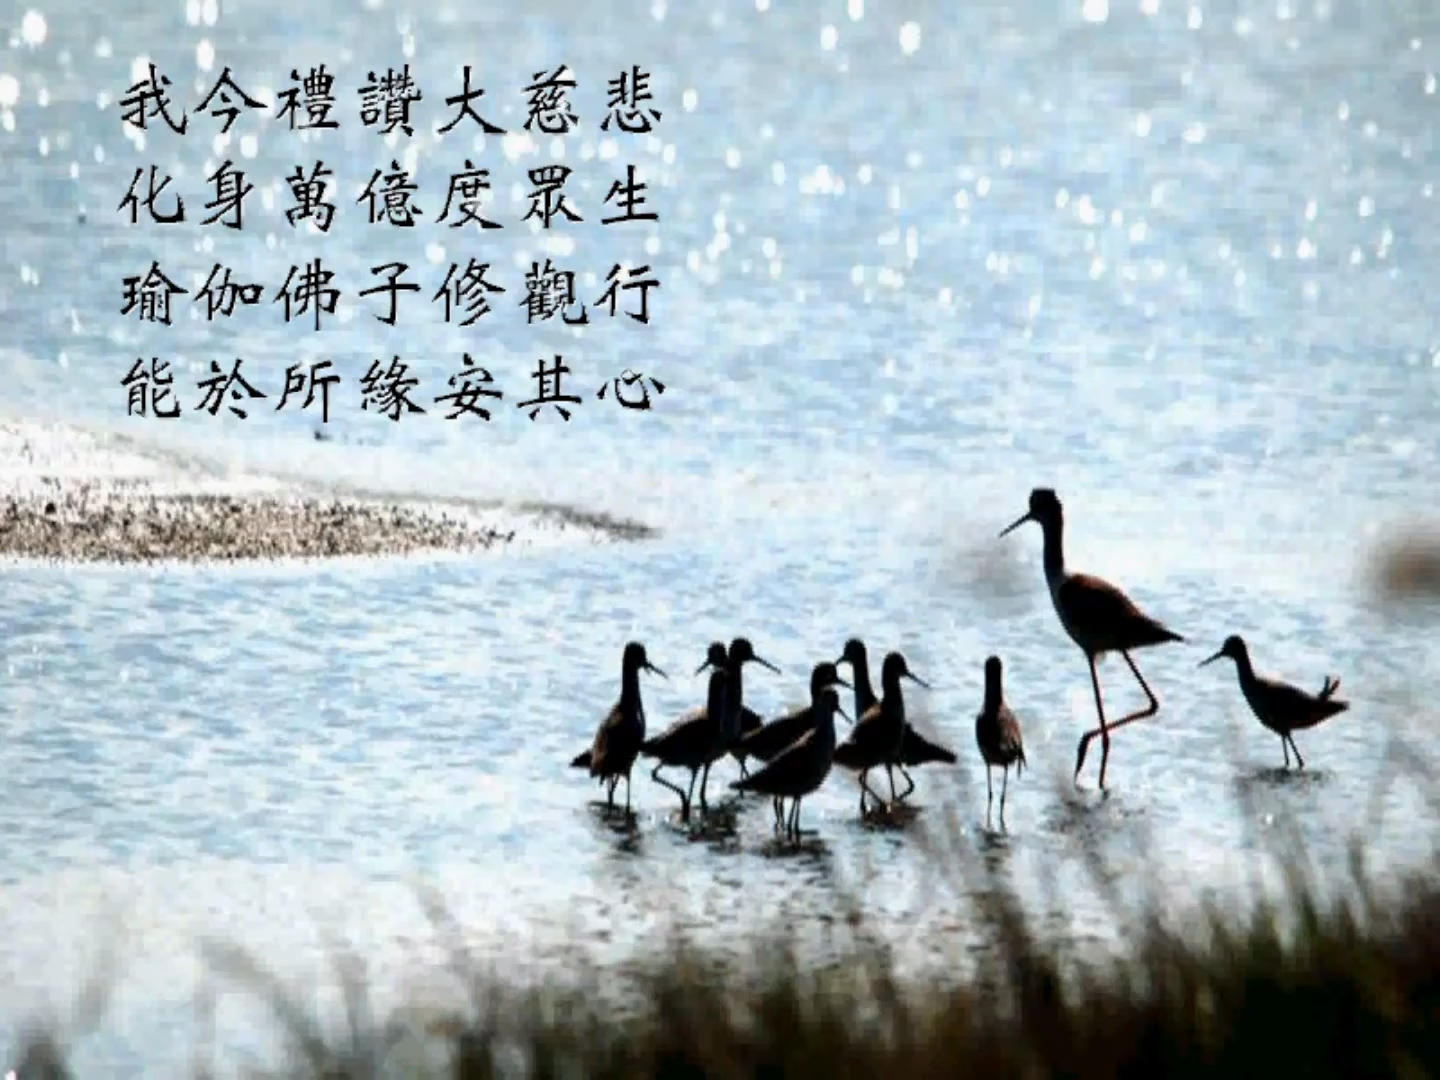 我今禮讚大慈悲
化身萬億度眾生
瑜伽佛子修觀行
能於所緣安其心